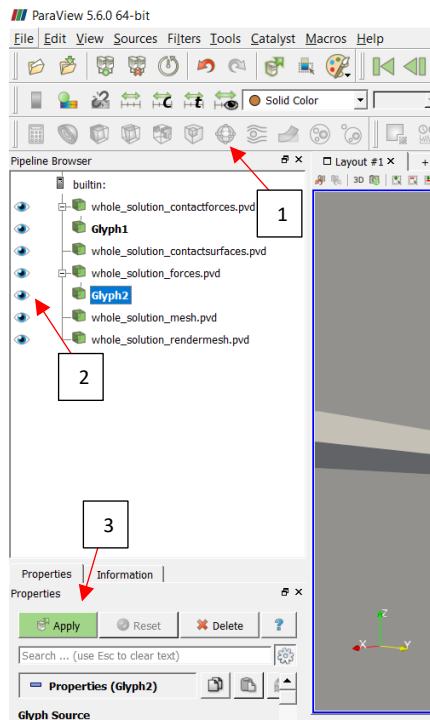 ParaView 5.6.0 64-bit
File Edit View Sources Filters Tools Catalyst Macros Help
Solid Color
Pipeline Browser
Layout #1
+
3D
builtin:
whole_solution_contactforces.pvd
1
Glyph1
whole_solution_contactsurfaces.pvd
whole_solution_forces.pvd
Glyph2
whole_solution_mesh.pvd
whole_solution_rendermesh.pvd
2
3
Properties Information
Properties
Apply Reset Delete ?
Search ... (use Esc to clear text)
Properties (Glyph2)
Glyph Source
Z
X
Y